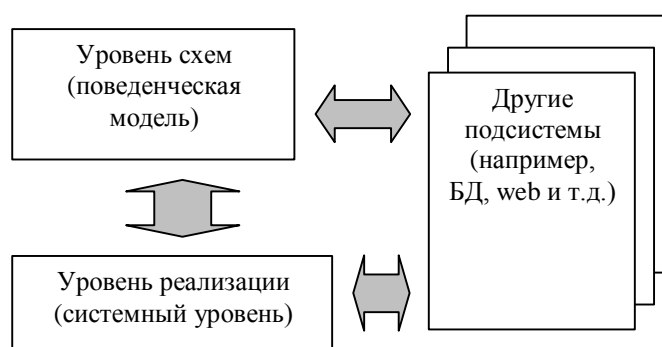 Уровень схем
(поведенческая
модель)
Другие
подсистемы
(например,
БД, web и т.д.)
Уровень реализации
(системный уровень)